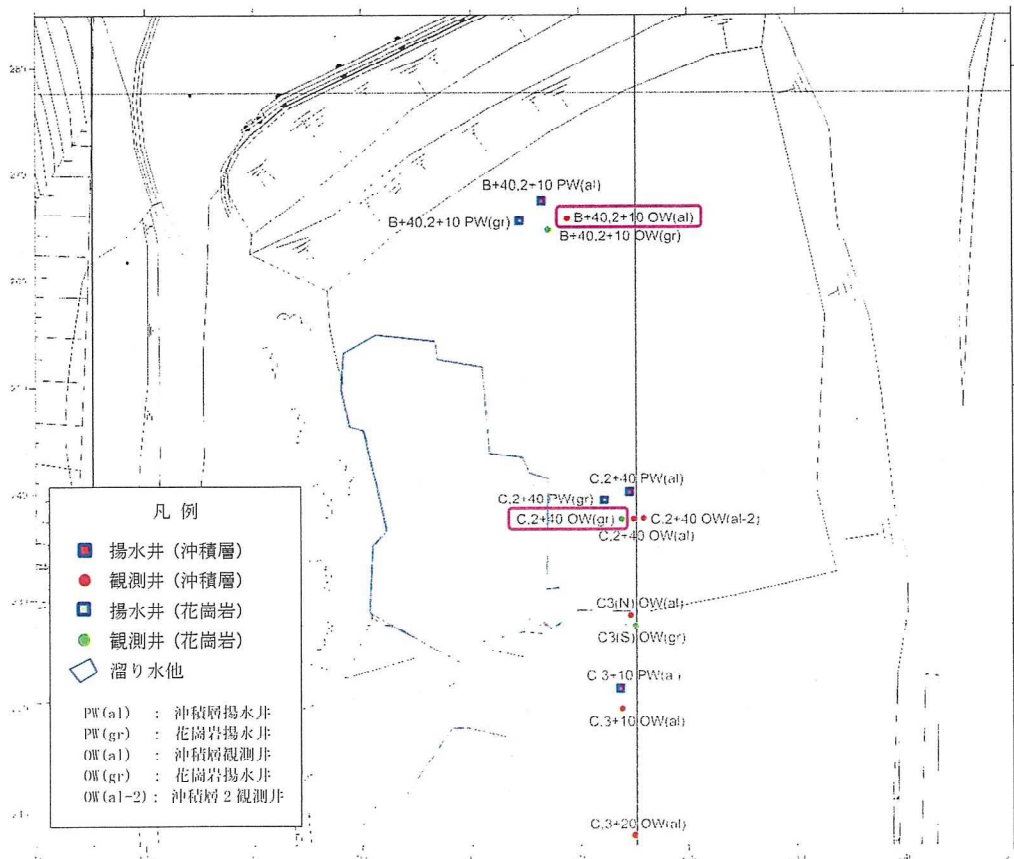 B+40,2+10 PW(al)
B+40,2+10 PW(gr)
B+40,2+10 OW(al)
B+40,2+10 OW(gr)
C,2+40 PW(al)
C,2+40 PW(gr)
C,2+40 OW(gr)
C,2+40 OW(al-2)
C,2+40 OW(al)
C3(N) OW(al)
C3(S) OW(gr)
C,3+10 OW(al)
C,3+20 OW(al)
凡 例
揚水井 (沖積層)
観測井 (沖積層)
揚水井 (花崗岩)
観測井 (花崗岩)
溜り水他
PW(al) : 沖積層揚水井
PW(gr) : 花崗岩揚水井
OW(al) : 沖積層観測井
OW(gr) : 花崗岩揚水井
OW(al-2): 沖積層2観測井